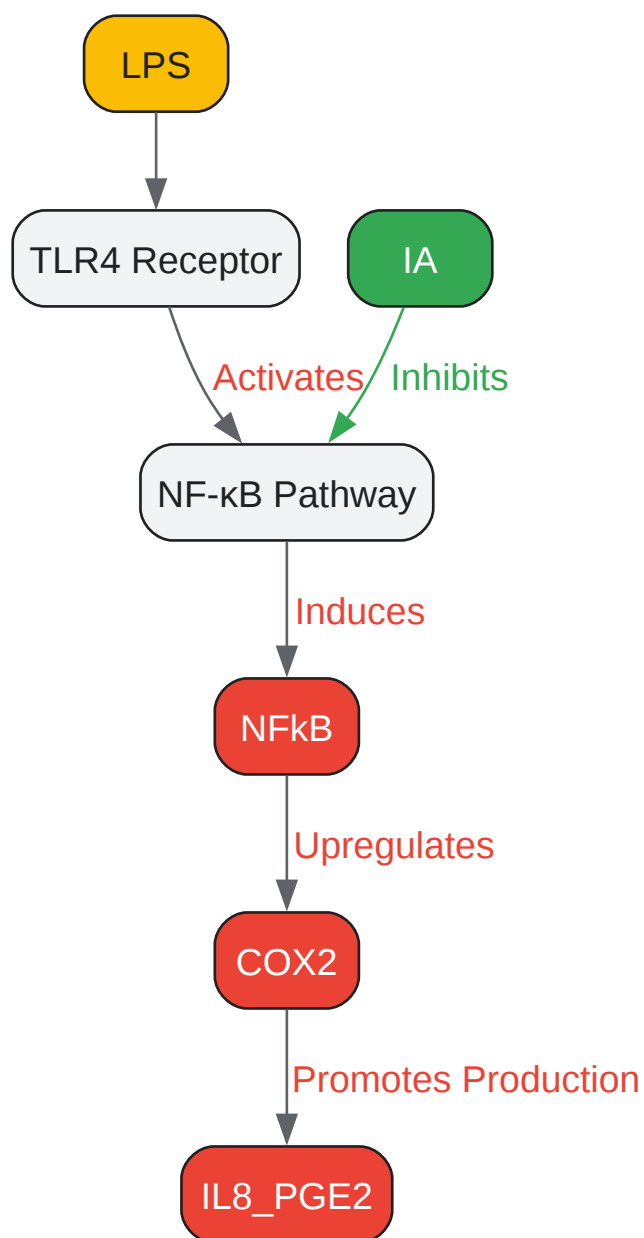 LPS
TLR4 Receptor
IA
Activates
Inhibits
NF-κB Pathway
Induces
NFkB
Upregulates
COX2
Promotes Production
IL8_PGE2